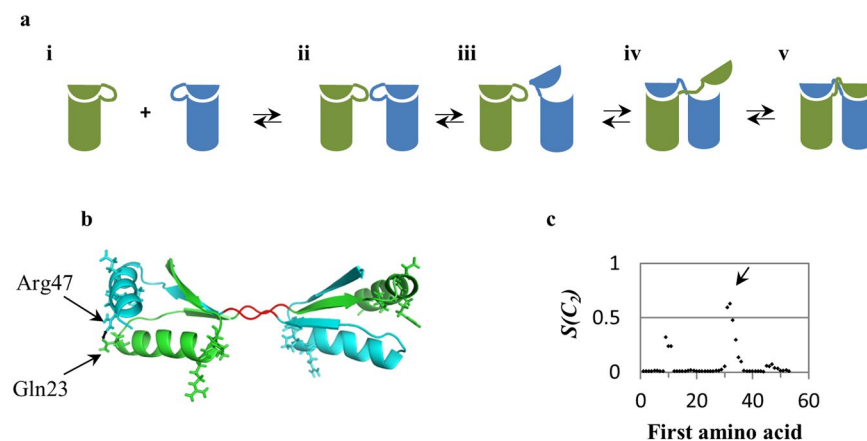 a
i ii iii iv v
+
b c
Arg47
Gln23
S(C₂)
1
0.5
0
0 20 40 60
First amino acid